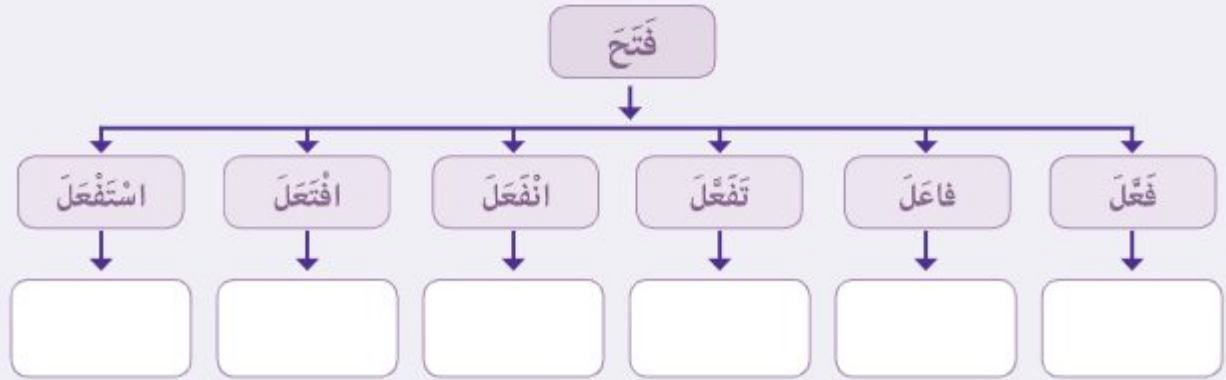 فَتَحَ
فَعَّلَ
فاعَلَ
تَفَعَّلَ
انْفَعَلَ
افْتَعَلَ
اسْتَفْعَلَ